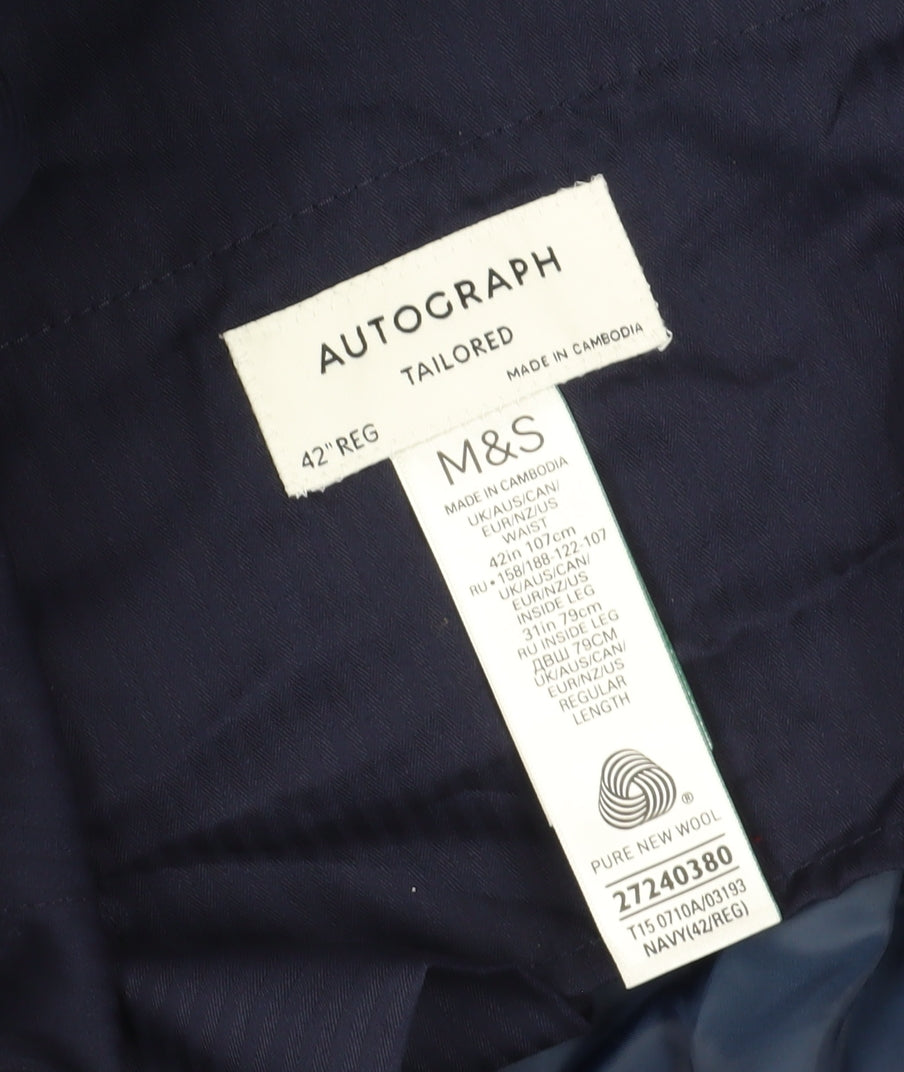 AUTOGRAPH
TAILORED
MADE IN CAMBODIA
42" REG
M&S
MADE IN CAMBODIA
UK/AUS/CAN/
EUR/NZ/US
WAIST
42in 107cm
RU • 158/188-122-107
UK/AUS/CAN/
EUR/NZ/US
INSIDE LEG
31in 79cm
RU INSIDE LEG
ДВШ 79CM
UK/AUS/CAN/
EUR/NZ/US
REGULAR
LENGTH
®
PURE NEW WOOL
27240380
T15 0710A/03193
NAVY(42/REG)